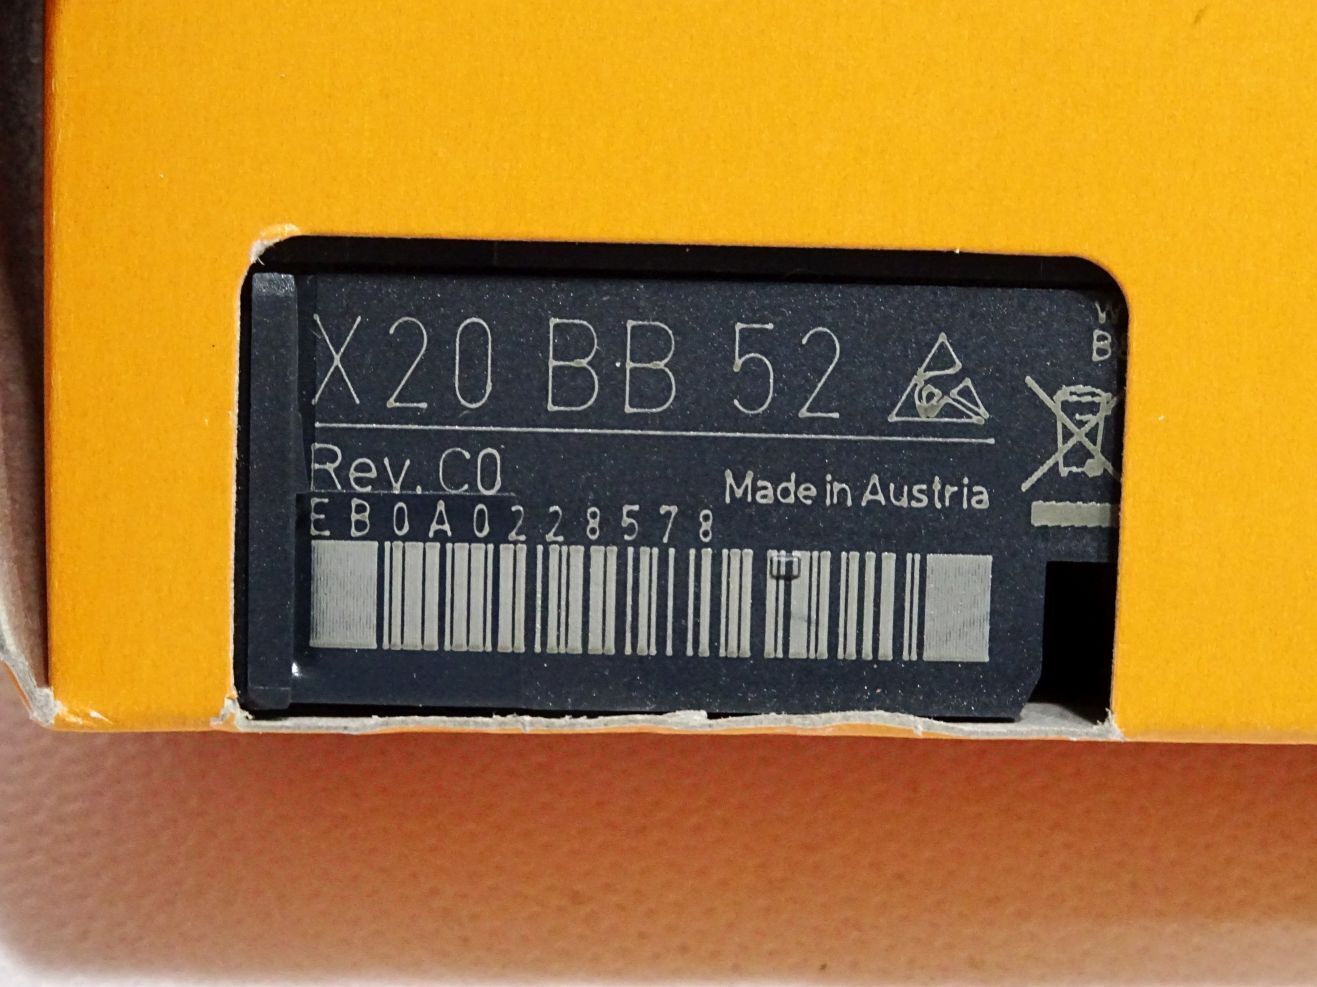 X20 BB 52
Rev. C0
Made in Austria
EB0A0228578
W
B